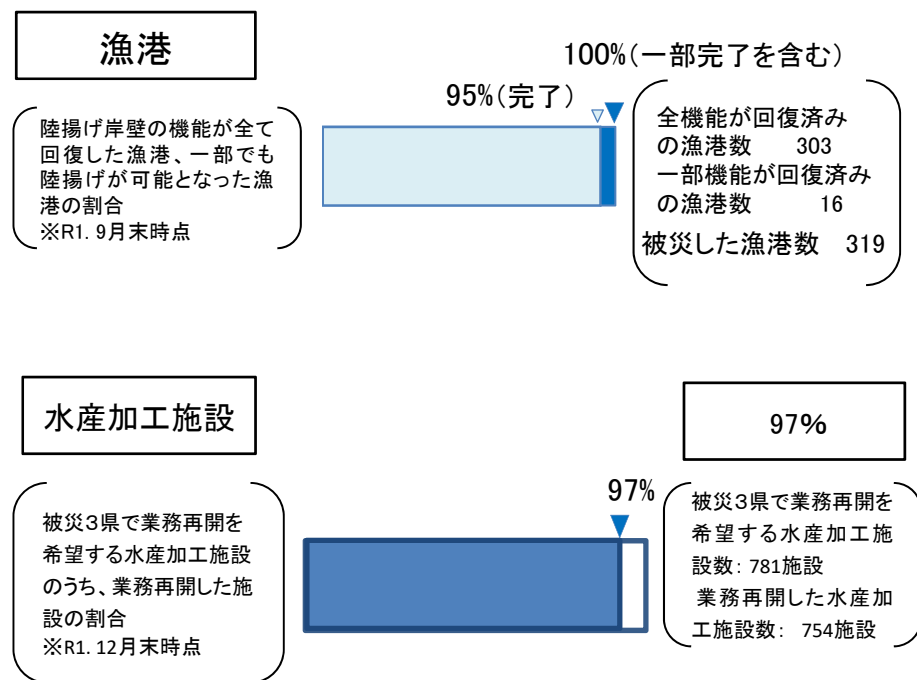 漁港
100%(一部完了を含む)
95%(完了)
陸揚げ岸壁の機能が全て
回復した漁港、一部でも
陸揚げが可能となった漁
港の割合
※R1. 9月末時点
全機能が回復済み
の漁港数 303
一部機能が回復済み
の漁港数 16
被災した漁港数 319
水産加工施設
97%
97%
被災3県で業務再開を
希望する水産加工施設
のうち、業務再開した施
設の割合
※R1. 12月末時点
被災3県で業務再開を
希望する水産加工施
設数: 781施設
業務再開した水産加
工施設数: 754施設